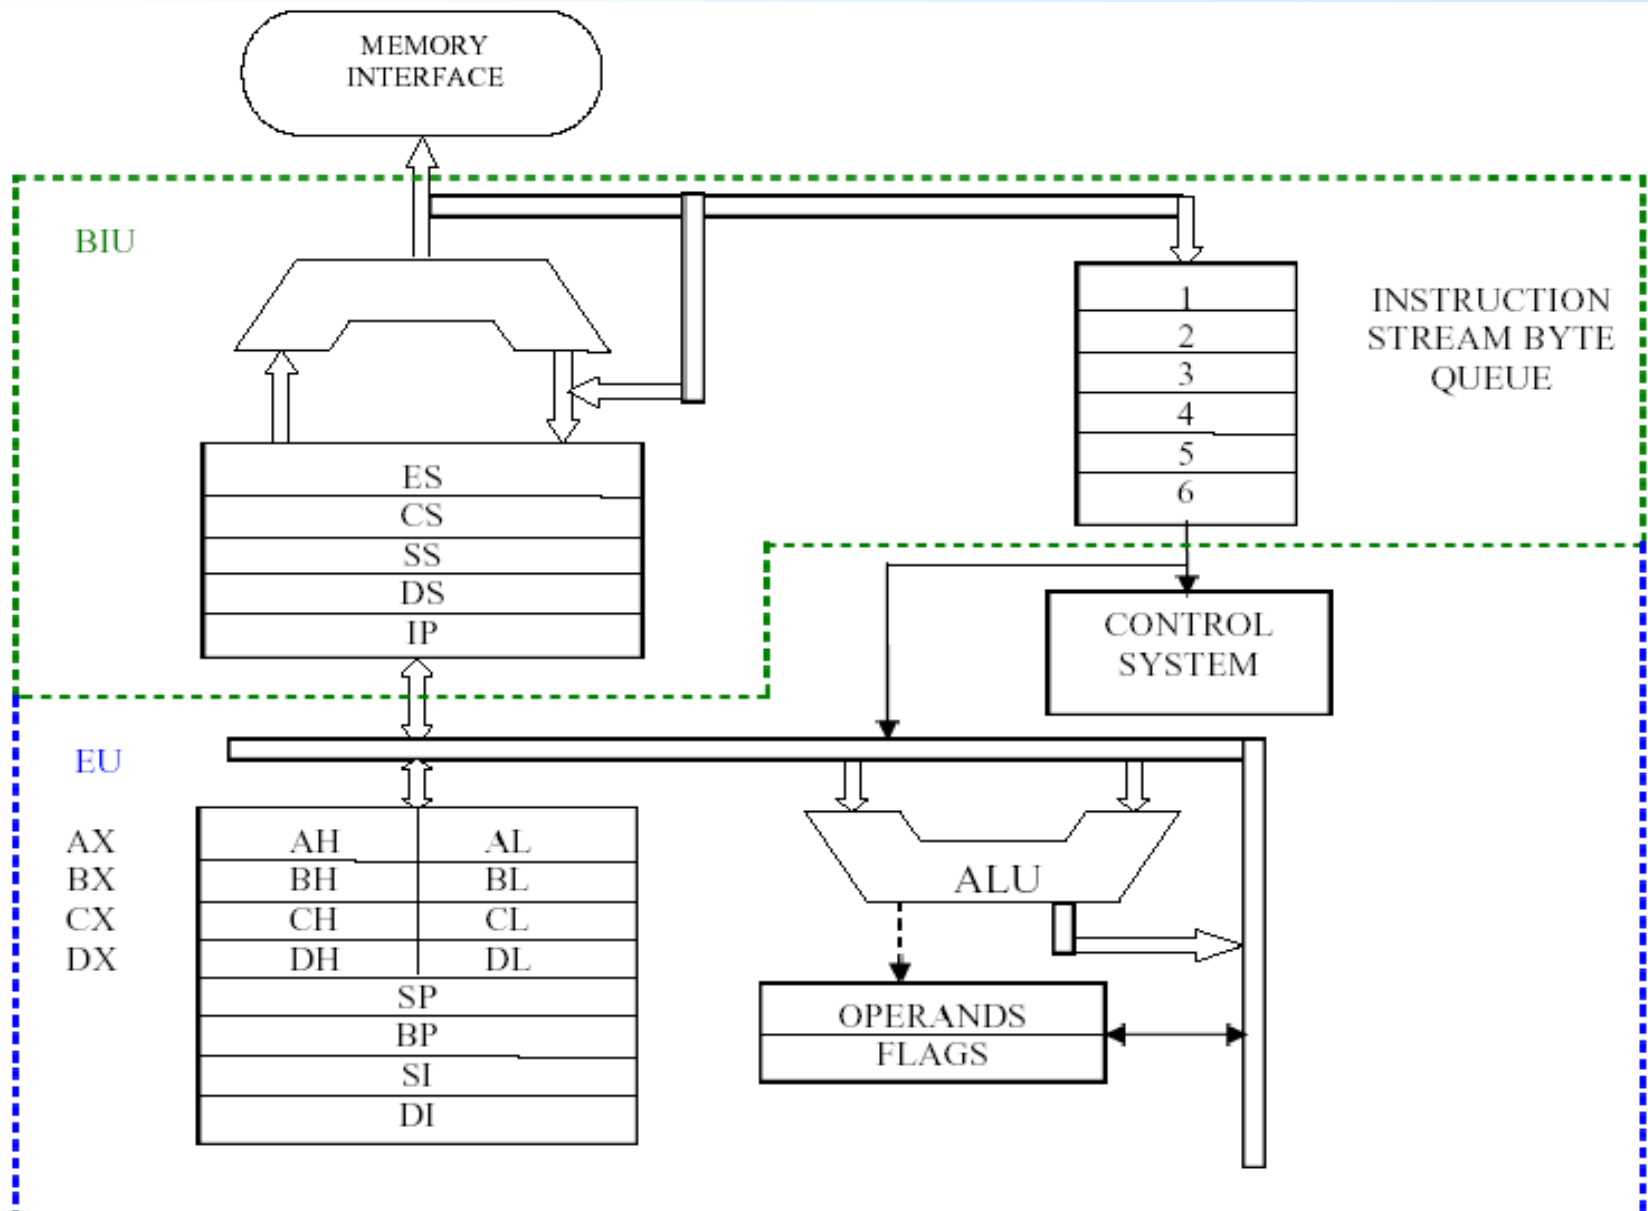 MEMORY
INTERFACE
BIU
1
2
3
4
5
6
INSTRUCTION
STREAM BYTE
QUEUE
ES
CS
SS
DS
IP
CONTROL
SYSTEM
EU
AX AH AL
BX BH BL
CX CH CL
DX DH DL
SP
BP
SI
DI
ALU
OPERANDS
FLAGS